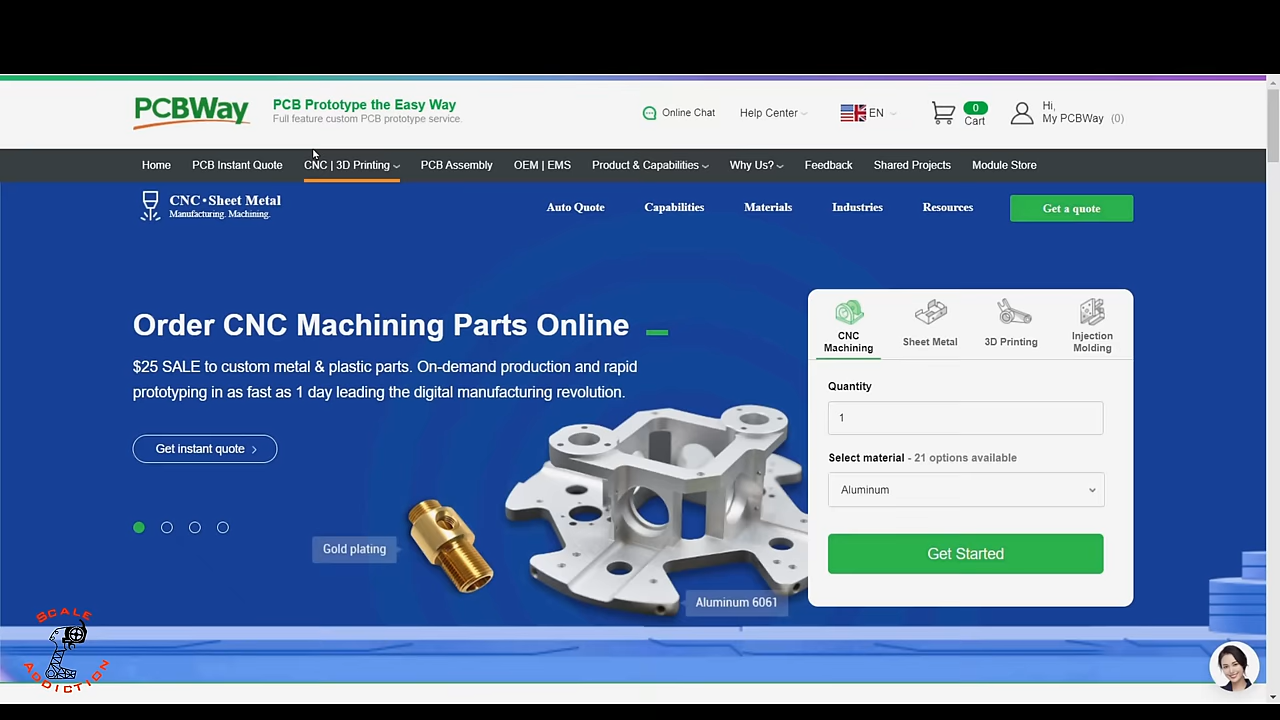 PCBWay
PCB Prototype the Easy Way
Full feature custom PCB prototype service.
Online Chat
Help Center
EN
0
Cart
Hi,
My PCBWay (0)
Home
PCB Instant Quote
CNC | 3D Printing
PCB Assembly
OEM | EMS
Product & Capabilities
Why Us?
Feedback
Shared Projects
Module Store
CNC · Sheet Metal
Manufacturing. Machining.
Auto Quote
Capabilities
Materials
Industries
Resources
Get a quote
Order CNC Machining Parts Online
$25 SALE to custom metal & plastic parts. On-demand production and rapid
prototyping in as fast as 1 day leading the digital manufacturing revolution.
Get instant quote
Gold plating
Aluminum 6061
CNC
Machining
Sheet Metal
3D Printing
Injection
Molding
Quantity
1
Select material - 21 options available
Aluminum
Get Started
SCALE
ADDICTION